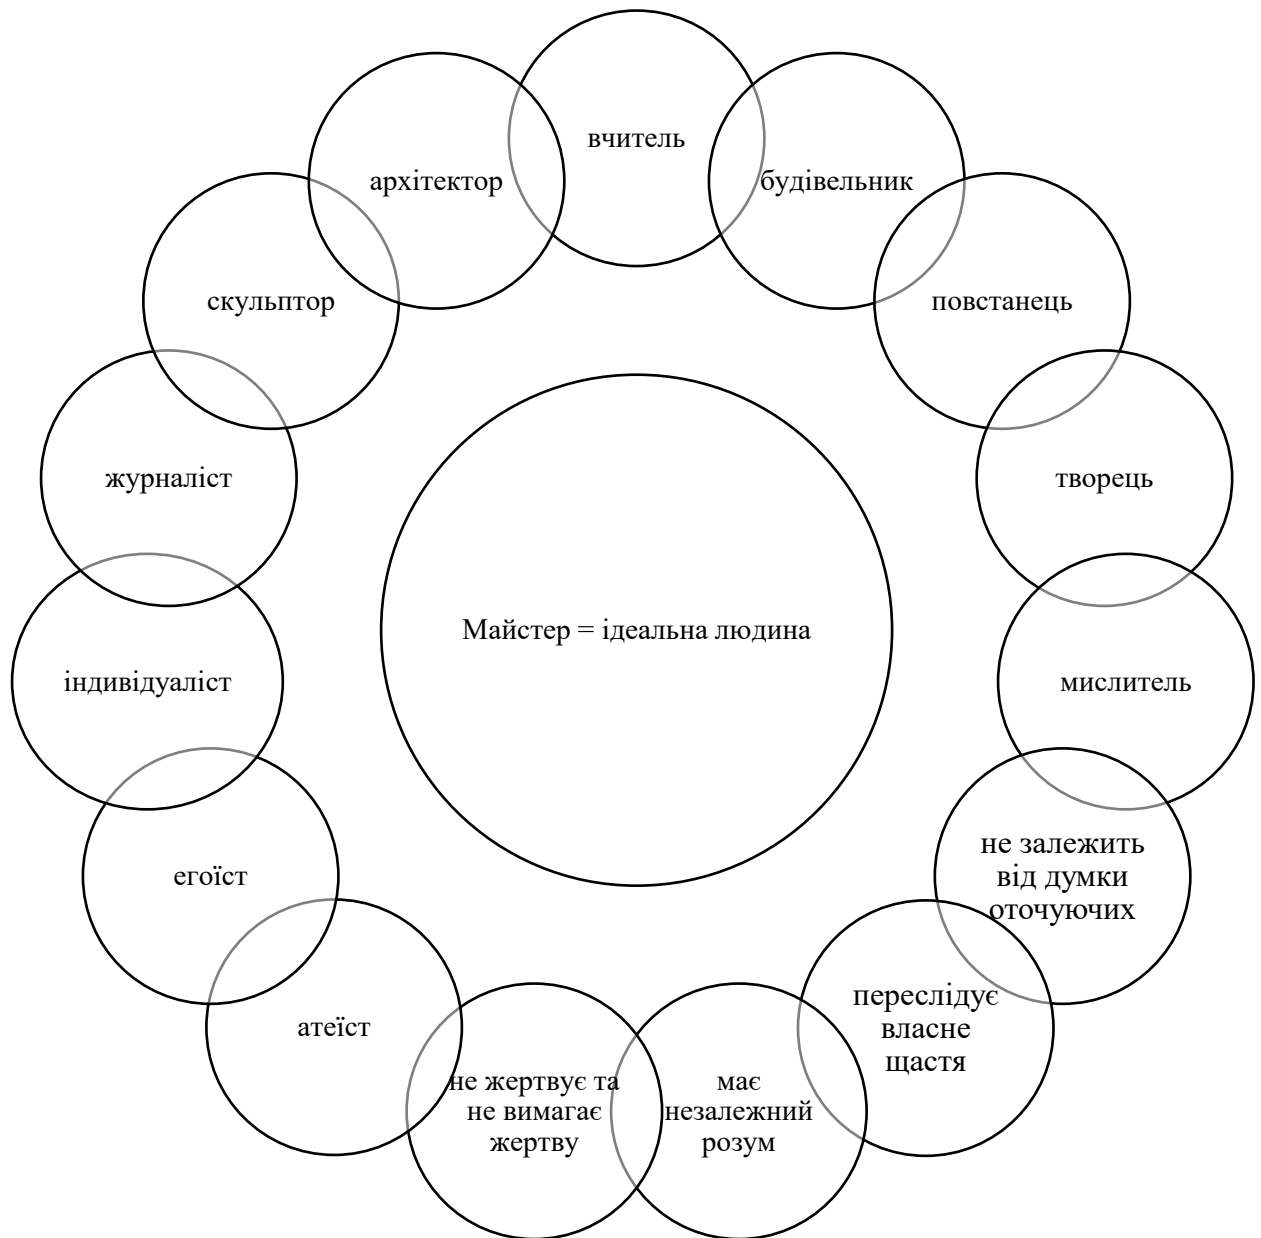 вчитель
будівельник
повстанець
творець
мислитель
не залежить
від думки
оточуючих
переслідує
власне
щастя
має
незалежний
розум
не жертвує та
не вимагає
жертву
атеїст
егоїст
індивідуаліст
журналіст
скульптор
архітектор
Майстер = ідеальна людина